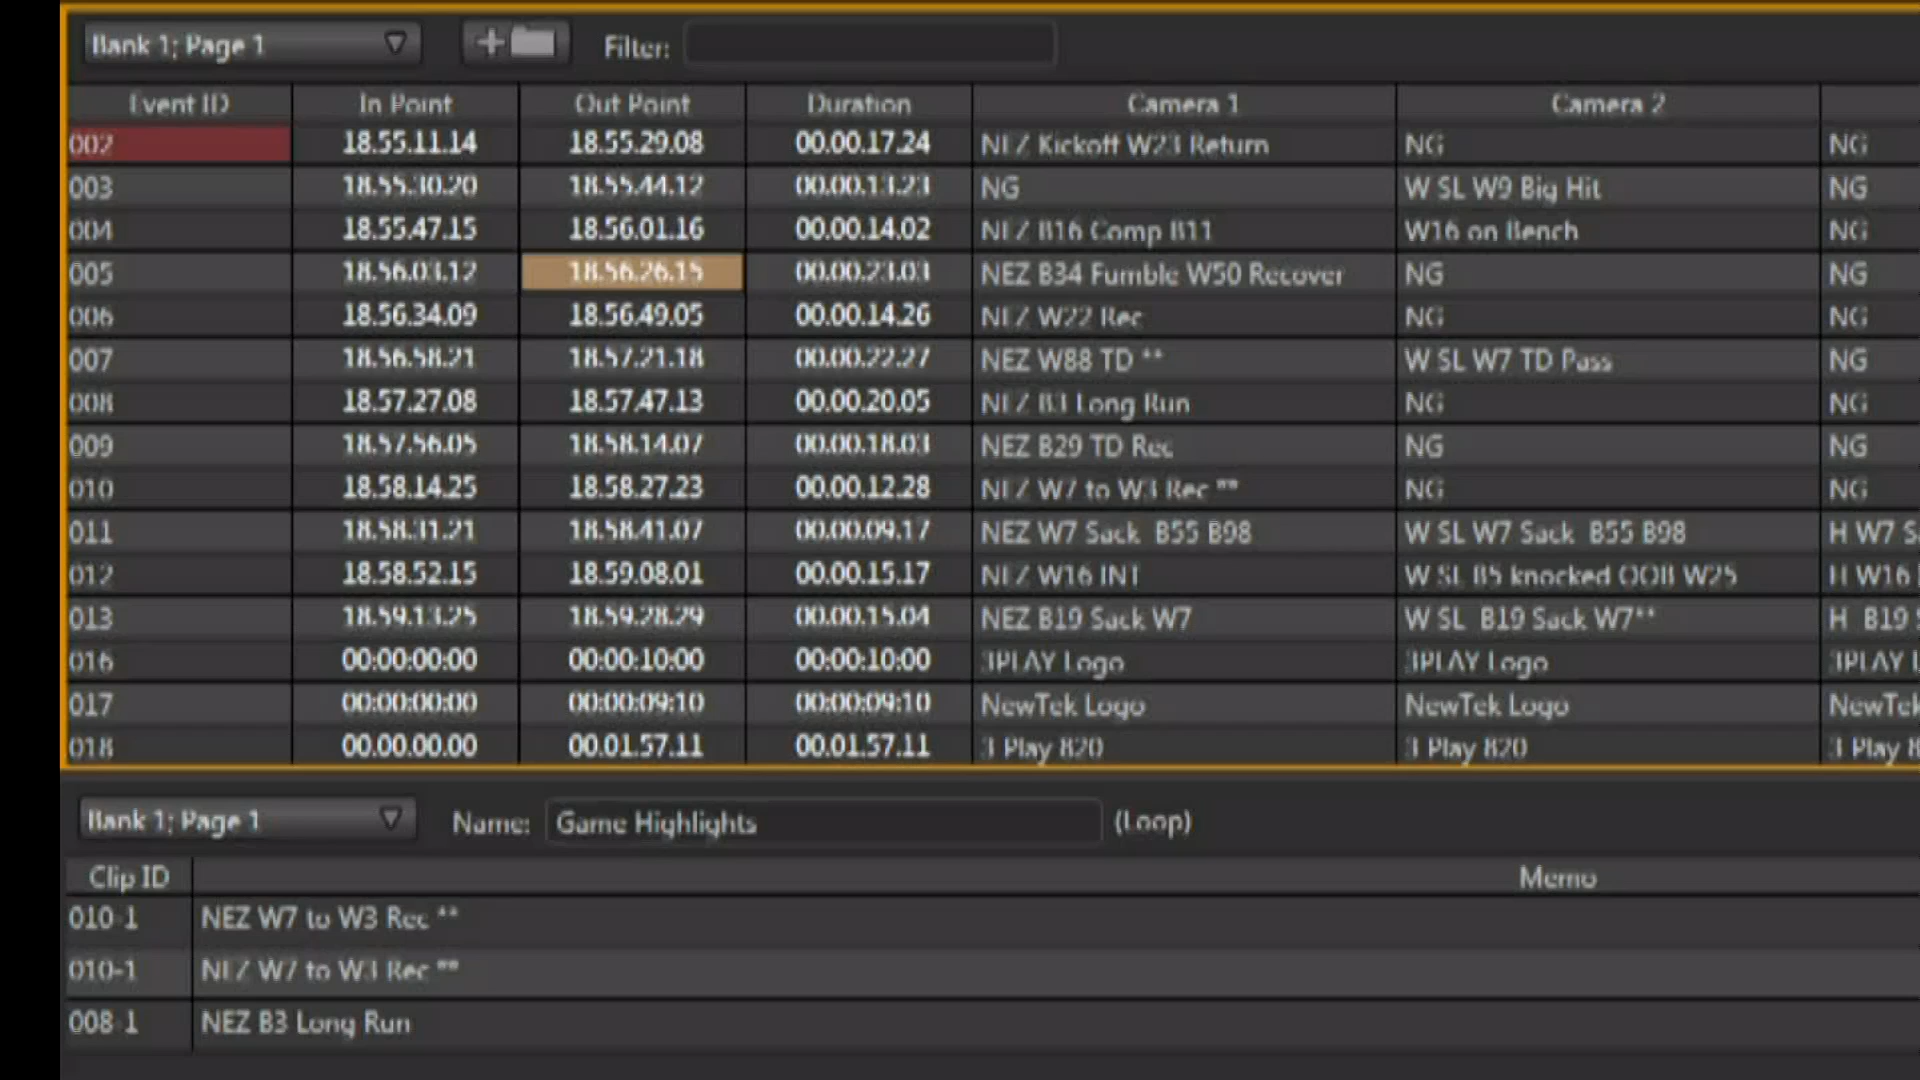 Bank 1; Page 1 Filter:
Event ID In Point Out Point Duration Camera 1 Camera 2
002 18.55.11.14 18.55.29.08 00.00.17.24 NEZ Kickoff W23 Return NG NG
003 18.55.30.20 18.55.44.12 00.00.13.23 NG W SL W9 Big Hit NG
004 18.55.47.15 18.56.01.16 00.00.14.02 NEZ B16 Comp B11 W16 on Bench NG
005 18.56.03.12 18.56.26.15 00.00.23.03 NEZ B34 Fumble W50 Recover NG NG
006 18.56.34.09 18.56.49.05 00.00.14.26 NEZ W22 Rec NG NG
007 18.56.58.21 18.57.21.18 00.00.22.27 NEZ W88 TD ** W SL W7 TD Pass NG
008 18.57.27.08 18.57.47.13 00.00.20.05 NEZ B3 Long Run NG NG
009 18.57.56.05 18.58.14.07 00.00.18.03 NEZ B29 TD Rec NG NG
010 18.58.14.25 18.58.27.23 00.00.12.28 NEZ W7 to W3 Rec ** NG NG
011 18.58.31.21 18.58.41.07 00.00.09.17 NEZ W7 Sack B55 B98 W SL W7 Sack B55 B98 H W7 S
012 18.58.52.15 18.59.08.01 00.00.15.17 NEZ W16 INT W SL B5 knocked OOB W25 H W16
013 18.59.13.25 18.59.28.29 00.00.15.04 NEZ B19 Sack W7 W SL B19 Sack W7** H B19
016 00:00:00:00 00:00:10:00 00:00:10:00 3PLAY Logo 3PLAY Logo 3PLAY L
017 00:00:00:00 00:00:09:10 00:00:09:10 NewTek Logo NewTek Logo NewTek
018 00.00.00.00 00.01.57.11 00.01.57.11 3 Play 820 3 Play 820 3 Play 8
Bank 1; Page 1 Name: Game Highlights (Loop)
Clip ID Memo
010-1 NEZ W7 to W3 Rec **
010-1 NEZ W7 to W3 Rec **
008-1 NEZ B3 Long Run